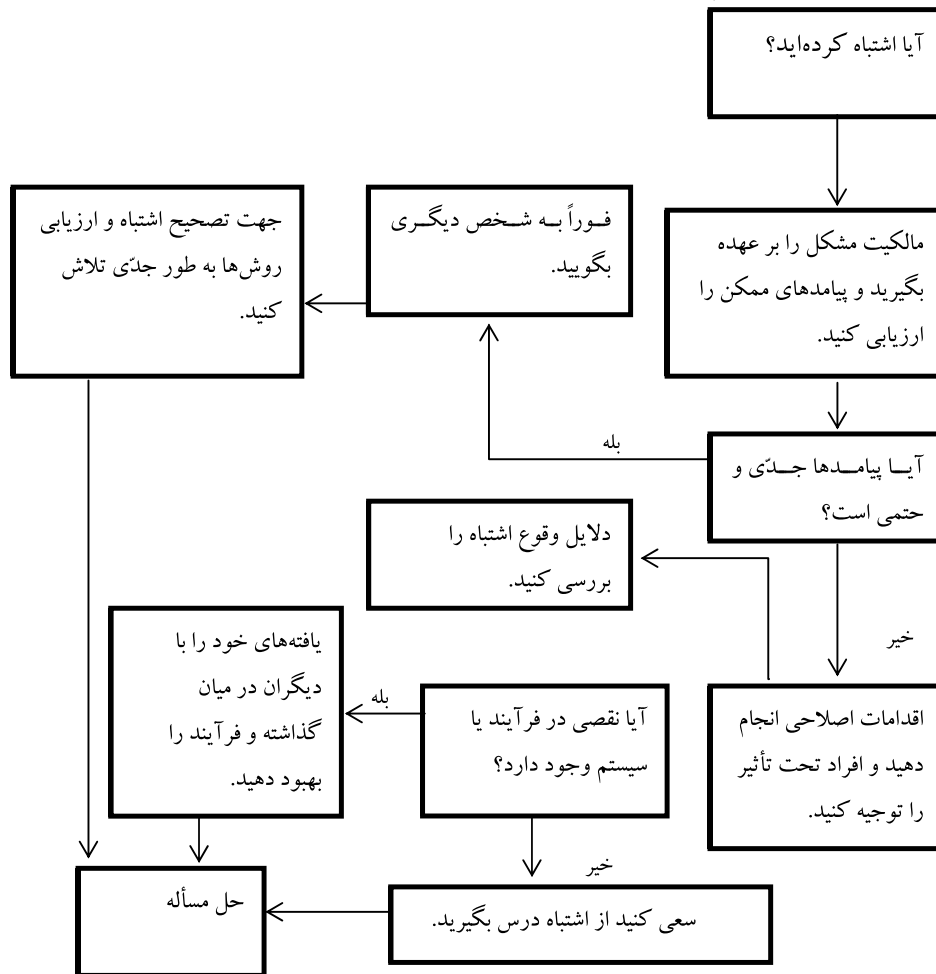 آیا اشتباه کرده‌اید؟
مالکیت مشکل را بر عهده
بگیرید و پیامدهای ممکن را
ارزیابی کنید.
فوراً به شخص دیگری
بگویید.
جهت تصحیح اشتباه و ارزیابی
روش‌ها به طور جدّی تلاش
کنید.
آیا پیامدها جدّی و
حتمی است؟
بله
دلایل وقوع اشتباه را
بررسی کنید.
خیر
اقدامات اصلاحی انجام
دهید و افراد تحت تأثیر
را توجیه کنید.
آیا نقصی در فرآیند یا
سیستم وجود دارد؟
بله
یافته‌های خود را با
دیگران در میان
گذاشته و فرآیند را
بهبود دهید.
خیر
سعی کنید از اشتباه درس بگیرید.
حل مسأله